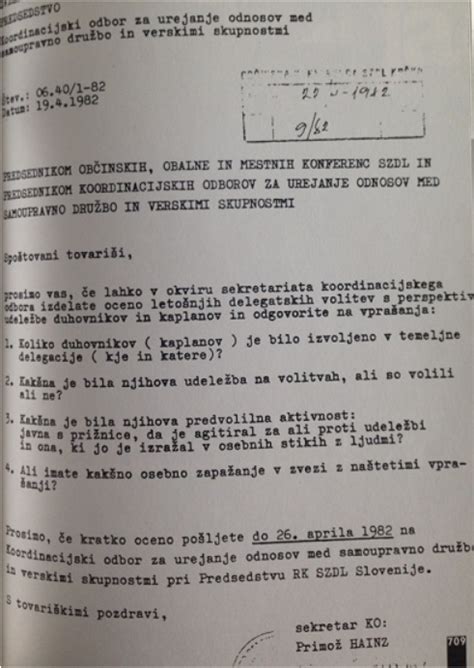 PREDSEDSTVO
Koordinacijski odbor za urejanje odnosov med
samoupravno družbo in verskimi skupnostmi
Štev.: 06.40/1-82
Datum: 19.4.1982
SZDL
1982
9/82
PREDSEDNIKOM OBČINSKIH, OBALNE IN MESTNIH KONFERENC SZDL IN
PREDSEDNIKOM KOORDINACIJSKIH ODBOROV ZA UREJANJE ODNOSOV MED
SAMOUPRAVNO DRUŽBO IN VERSKIMI SKUPNOSTMI
Spoštovani tovariši,
prosimo vas, če lahko v okviru sekretariata koordinacijskega
odbora izdelate oceno letošnjih delegatskih volitev s perspektiv
udeležbe duhovnikov in kaplanov in odgovorite na vprašanja:
1. Koliko duhovnikov ( kaplanov ) je bilo izvoljeno v temeljne
delegacije ( kje in katere)?
2. Kakšna je bila njihova udeležba na volitvah, ali so volili
ali ne?
3. Kakšna je bila njihova predvolilna aktivnost:
javna s prižnice, da je agitiral za ali proti udeležbi
in ona, ki jo je izražal v osebnih stikih z ljudmi?
4. Ali imate kakšno osebno zapažanje v zvezi z naštetimi vpra-
šanji?
Prosimo, če kratko oceno pošljete do 26. aprila 1982 na
Koordinacijski odbor za urejanje odnosov med samoupravno družb
in verskimi skupnostmi pri Predsedstvu RK SZDL Slovenije.
S tovariškimi pozdravi,
sekretar KO:
Primož HAINZ
709